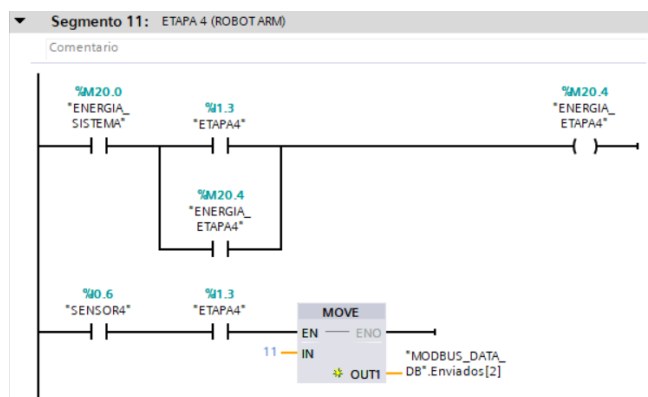 Segmento 11: ETAPA 4 (ROBOT ARM)
Comentario
%M20.0
"ENERGIA_
SISTEMA"
%I1.3
"ETAPA4"
%M20.4
"ENERGIA_
ETAPA4"
%M20.4
"ENERGIA_
ETAPA4"
%I0.6
"SENSOR4"
%I1.3
"ETAPA4"
MOVE
EN
ENO
11
IN
OUT1
"MODBUS_DATA_
DB".Enviados[2]